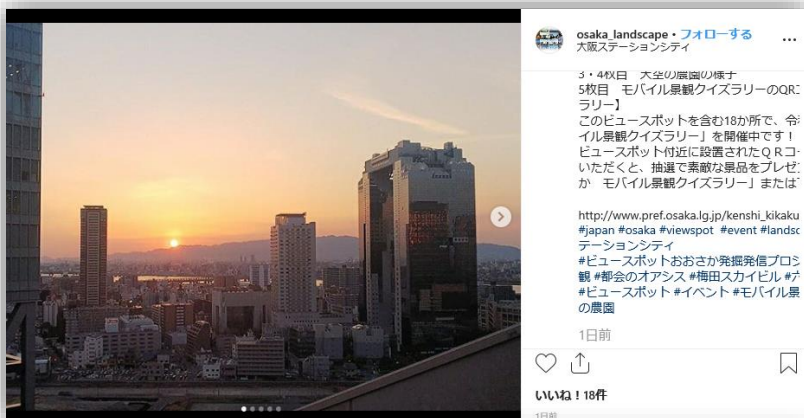 osaka_landscape • フォローする
大阪ステーションシティ
3・4枚目 天空の農園の様子
5枚目 モバイル景観クイズラリーのQR
ラリー】
このビュースポットを含む18か所で、令
イル景観クイズラリー」を開催中です！
ビュースポット付近に設置されたＱＲコー
いただくと、抽選で素敵な景品をプレゼ
か モバイル景観クイズラリー」または
http://www.pref.osaka.lg.jp/kenshi_kikaku
#japan #osaka #viewspot #event #landsc
テーションシティ
#ビュースポットおおさか発掘発信プロジ
観 #都会のオアシス #梅田スカイビル #六
#ビュースポット #イベント #モバイル景
の農園
1日前
いいね！18件
1日前